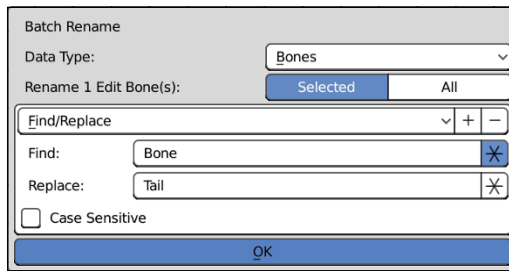 Batch Rename
Data Type: Bones
Rename 1 Edit Bone(s): Selected All
Find/Replace + −
Find: Bone
Replace: Tail
Case Sensitive
OK